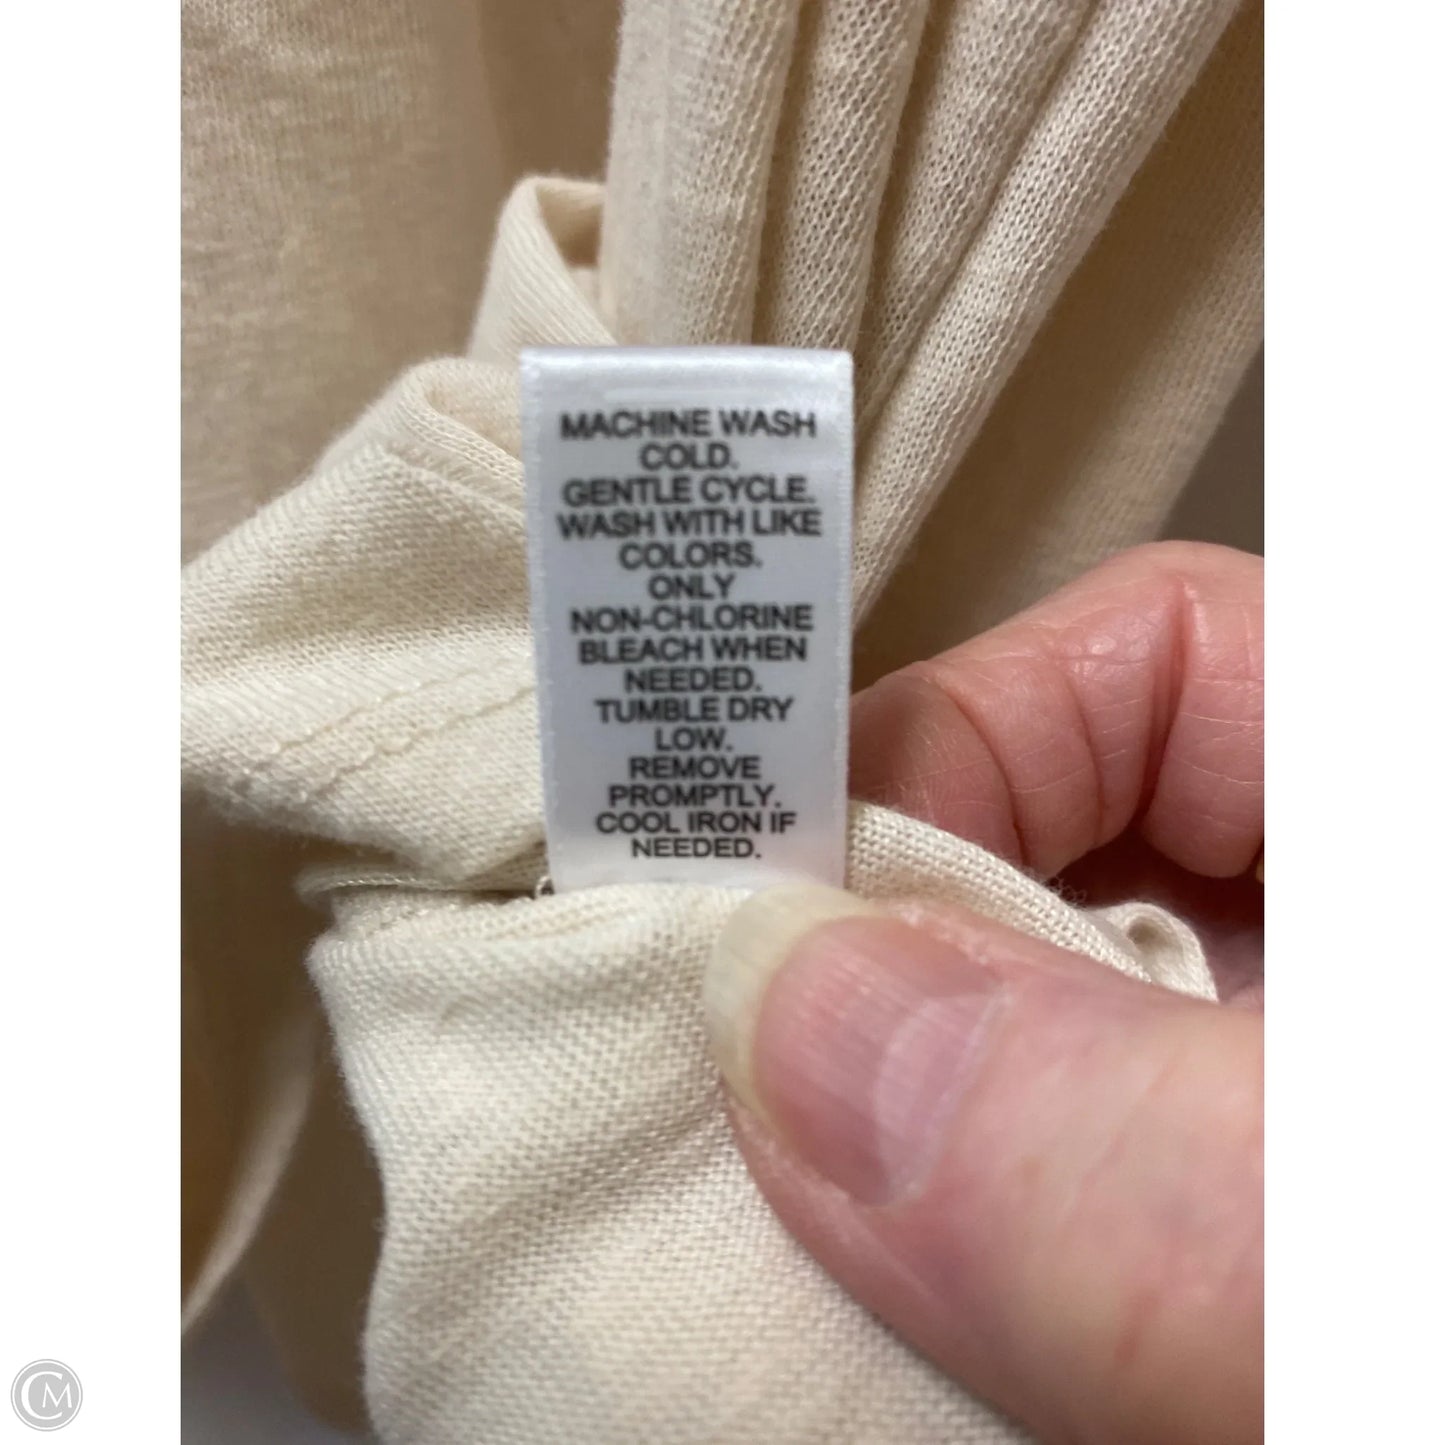 MACHINE WASH
COLD.
GENTLE CYCLE.
WASH WITH LIKE
COLORS.
ONLY
NON-CHLORINE
BLEACH WHEN
NEEDED.
TUMBLE DRY
LOW.
REMOVE
PROMPTLY.
COOL IRON IF
NEEDED.
CM